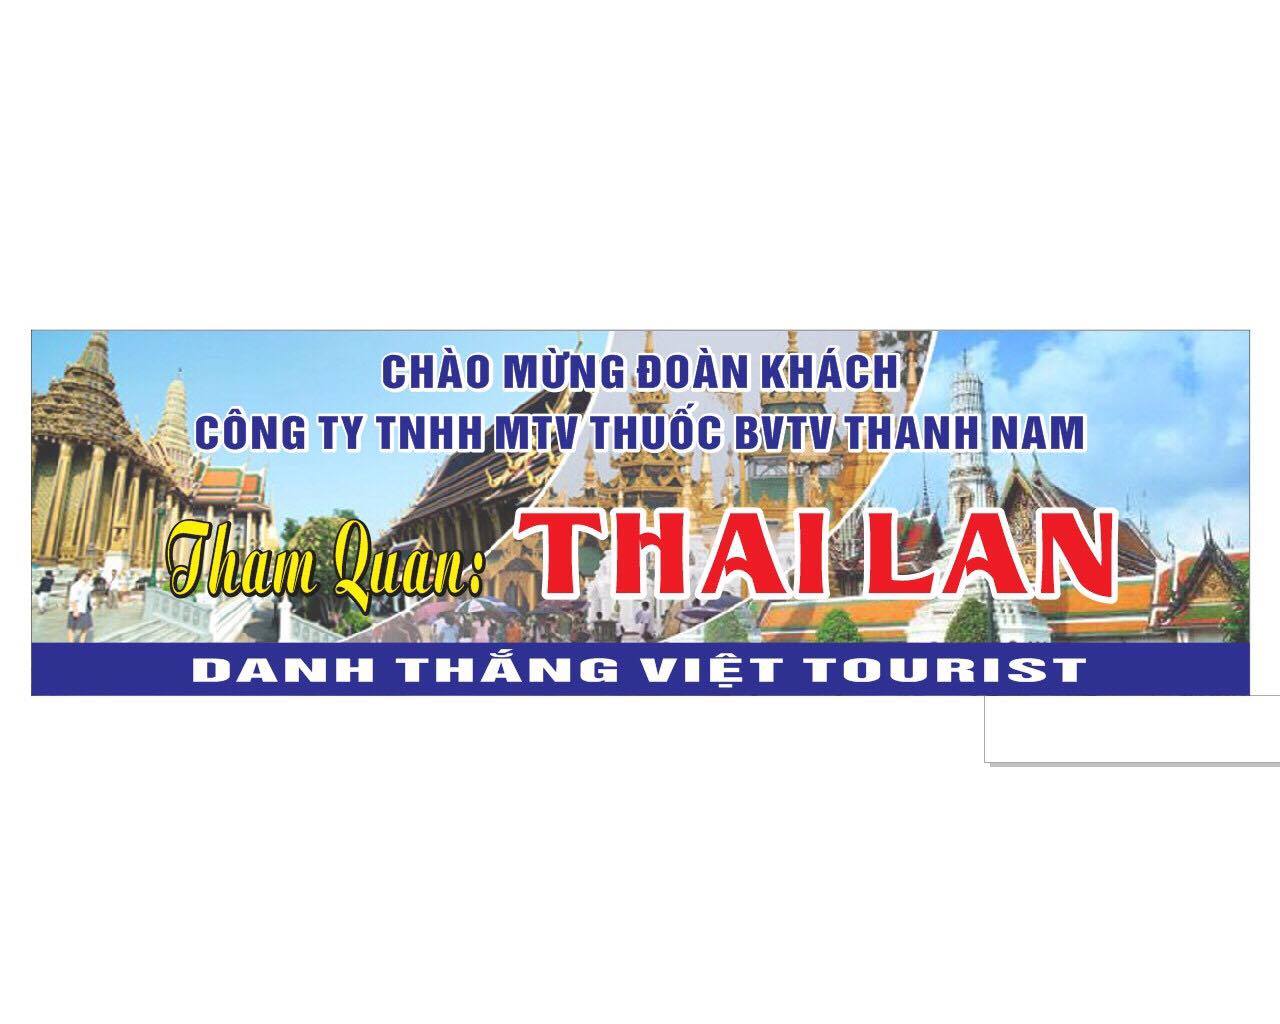 CHÀO MỪNG ĐOÀN KHÁCH
CÔNG TY TNHH MTV THUỐC BVTV THANH NAM
Tham Quan: THAI LAN
DANH THẮNG VIỆT TOURIST